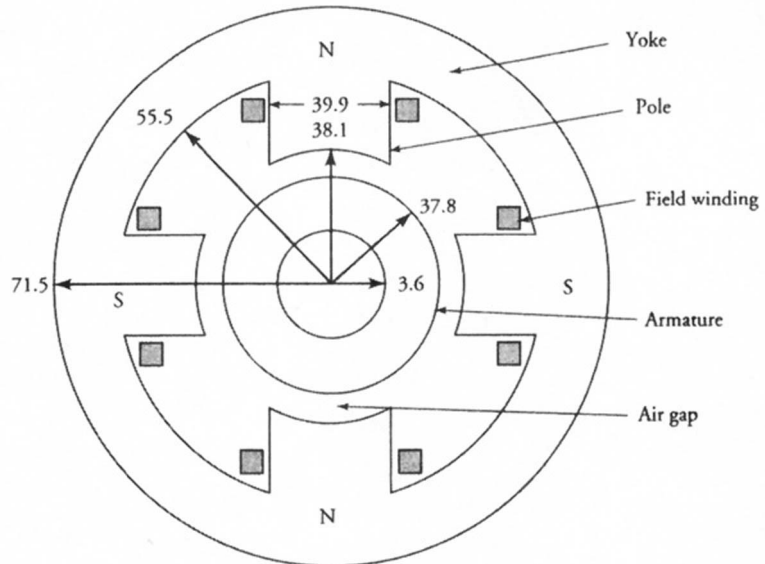 N
Yoke
39.9
Pole
55.5
38.1
Field winding
37.8
71.5
S
3.6
S
Armature
Air gap
N